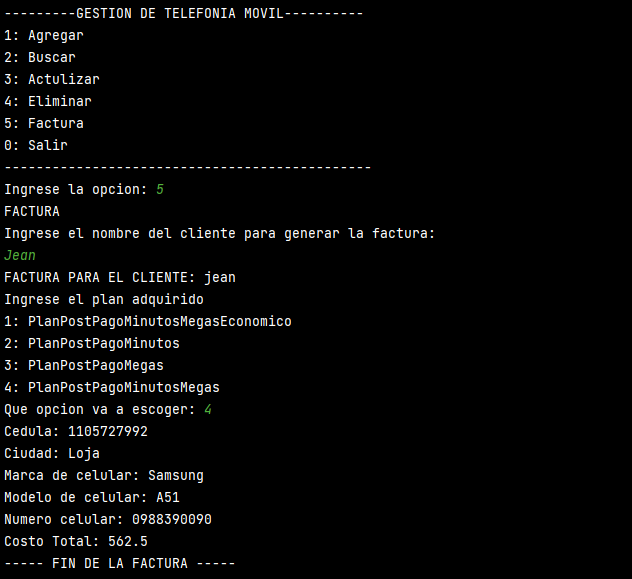 ---------GESTION DE TELEFONIA MOVIL----------
1: Agregar
2: Buscar
3: Actulizar
4: Eliminar
5: Factura
0: Salir
----------------------------------------------
Ingrese la opcion: 5
FACTURA
Ingrese el nombre del cliente para generar la factura:
Jean
FACTURA PARA EL CLIENTE: jean
Ingrese el plan adquirido
1: PlanPostPagoMinutosMegasEconomico
2: PlanPostPagoMinutos
3: PlanPostPagoMegas
4: PlanPostPagoMinutosMegas
Que opcion va a escoger: 4
Cedula: 1105727992
Ciudad: Loja
Marca de celular: Samsung
Modelo de celular: A51
Numero celular: 0988390090
Costo Total: 562.5
----- FIN DE LA FACTURA -----